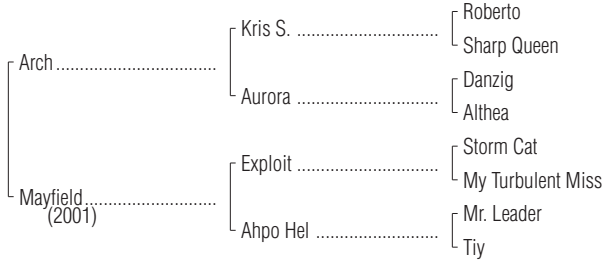 Roberto
Kris S. ........................................
Sharp Queen
Arch ........................................
Danzig
Aurora ........................................
Althea
Storm Cat
Exploit ........................................
My Turbulent Miss
Mayfield ........................................
(2001)
Mr. Leader
Ahpo Hel ........................................
Tiy